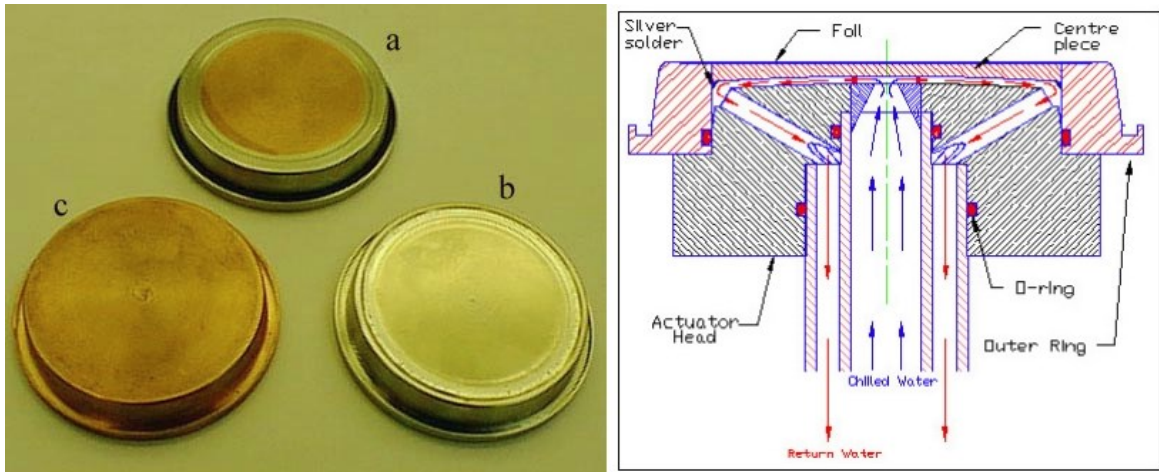 a
b
c
Silver
solder
Foil
Centre
piece
O-ring
Actuator
Head
Outer Ring
Chilled Water
Return Water